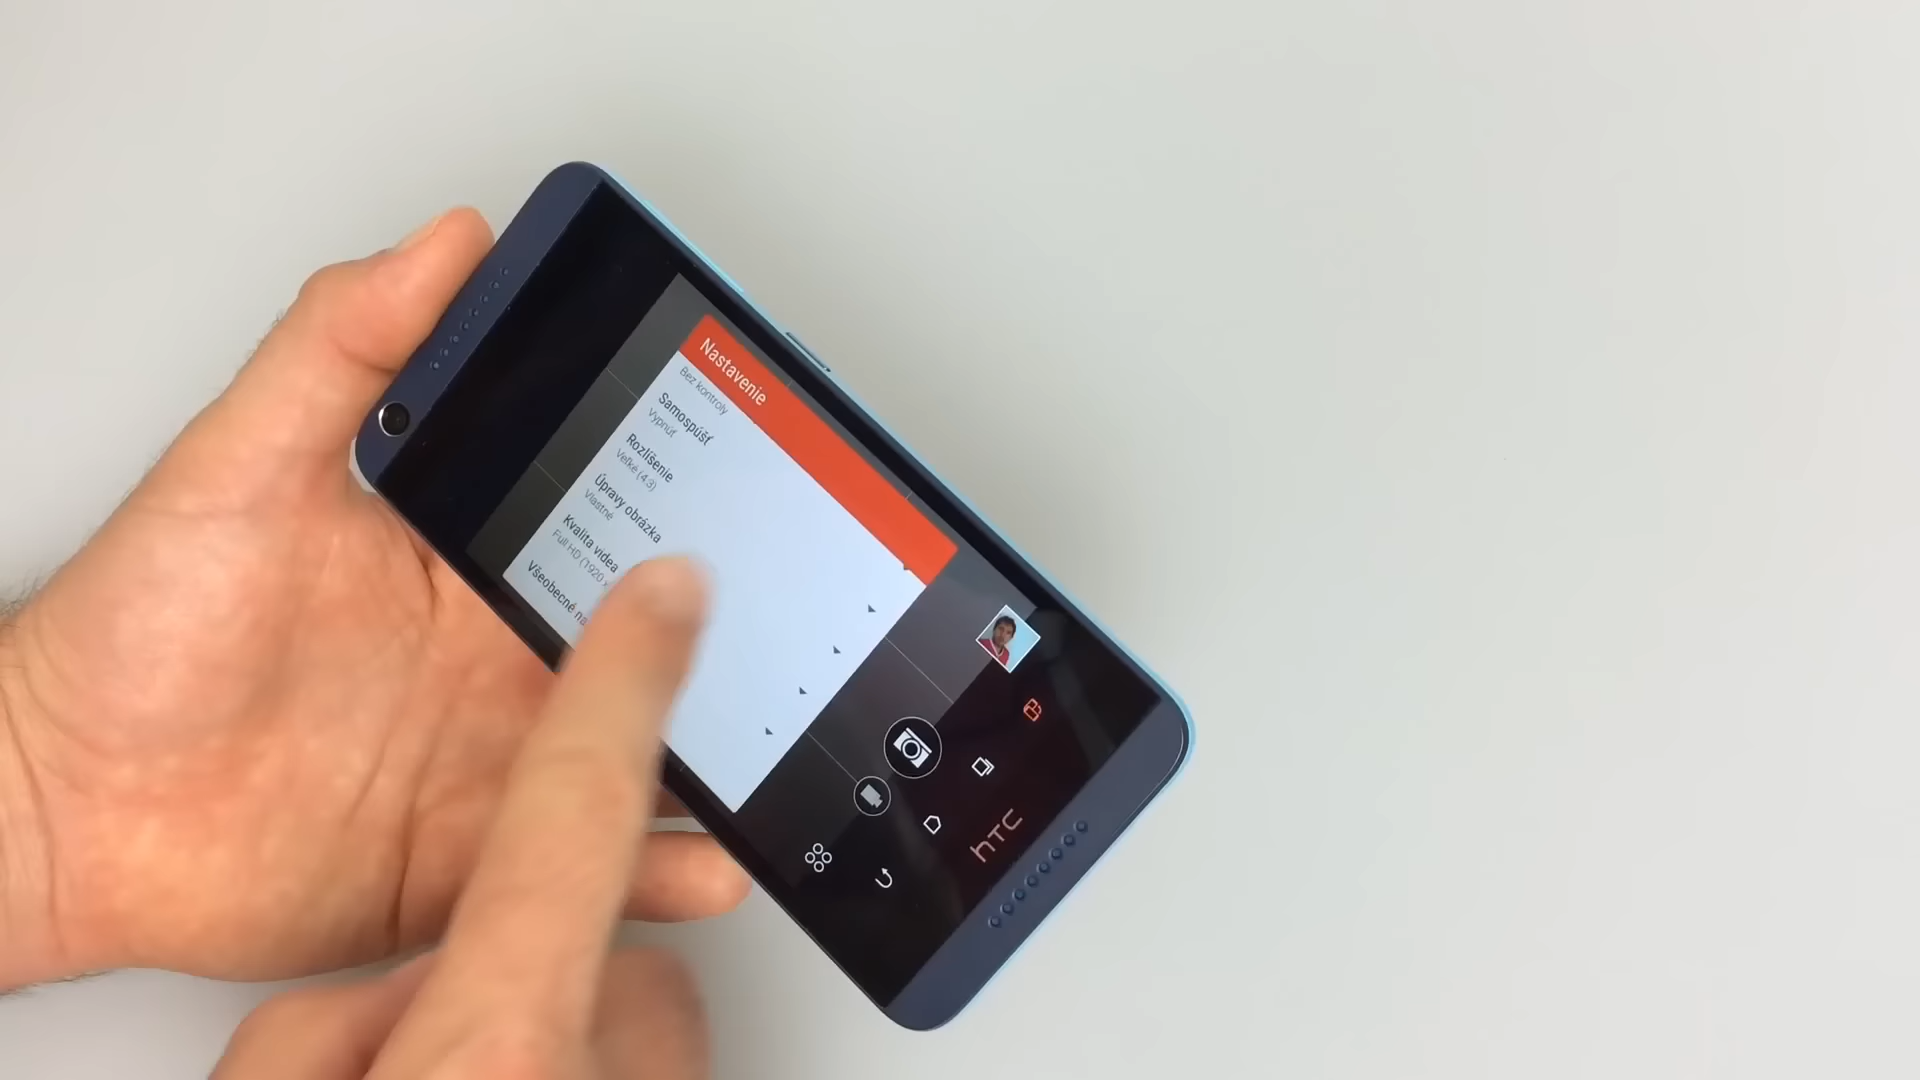 Nastavenie
Bez kontroly
Samospúšť
Vypnúť
Rozlíšenie
Veľké (4:3)
Úpravy obrázka
Vlastné
Kvalita videa
Full HD (1920 x
Všeobecné na
hTC